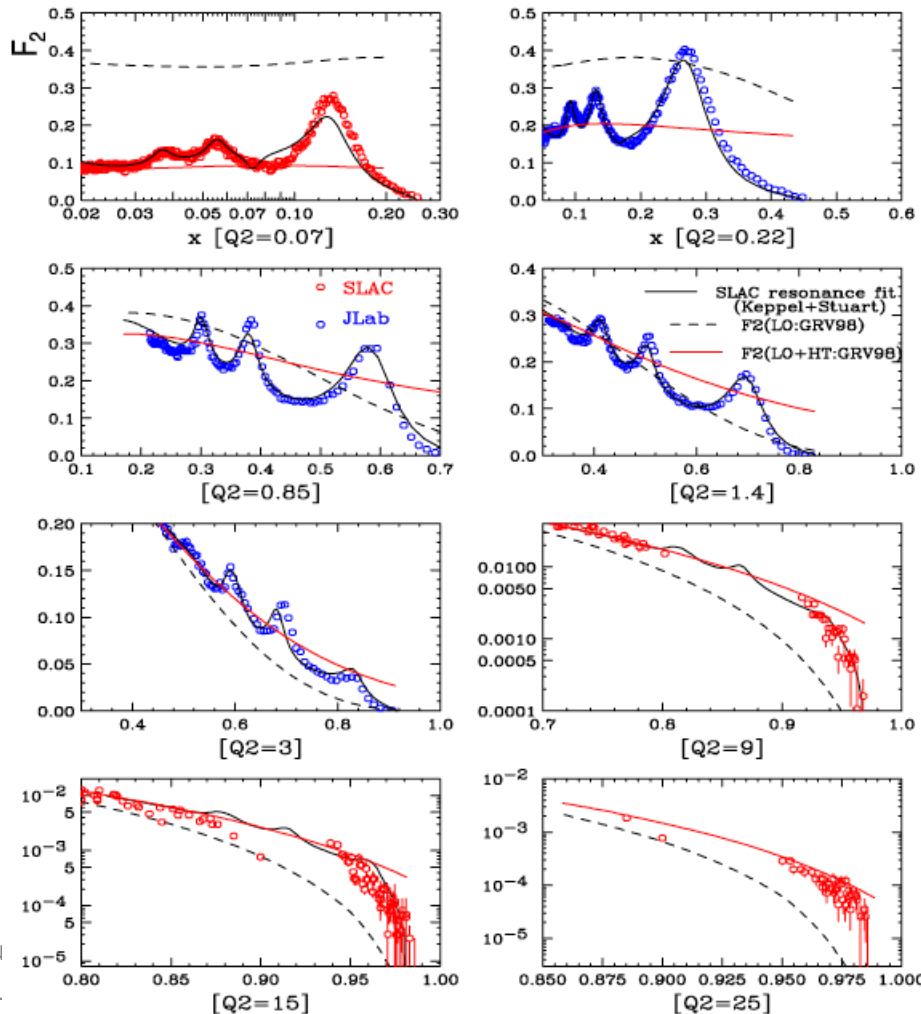 F2
0.5
0.4
0.3
0.2
0.1
0.0
0.02 0.03 0.05 0.07 0.10 0.20 0.30
x [Q2=0.07]
0.5
0.4
0.3
0.2
0.1
0.0
0.1 0.2 0.3 0.4 0.5 0.6
x [Q2=0.22]
0.5
0.4
0.3
0.2
0.1
0.0
SLAC
JLab
0.1 0.2 0.3 0.4 0.5 0.6 0.7
[Q2=0.85]
0.4
0.3
0.2
0.1
0.0
SLAC resonance fit
(Keppel+Stuart)
F2(LO:GRV98)
F2(LO+HT:GRV98)
0.4 0.6 0.8 1.0
[Q2=1.4]
0.20
0.15
0.10
0.05
0.00
0.4 0.6 0.8 1.0
[Q2=3]
0.0100
0.0050
0.0010
0.0005
0.0001
0.7 0.8 0.9 1.0
[Q2=9]
10−2
5
10−3
5
10−4
5
10−5
0.80 0.85 0.90 0.95 1.00
[Q2=15]
10−2
10−3
10−4
10−5
0.850 0.875 0.900 0.925 0.950 0.975 1.000
[Q2=25]